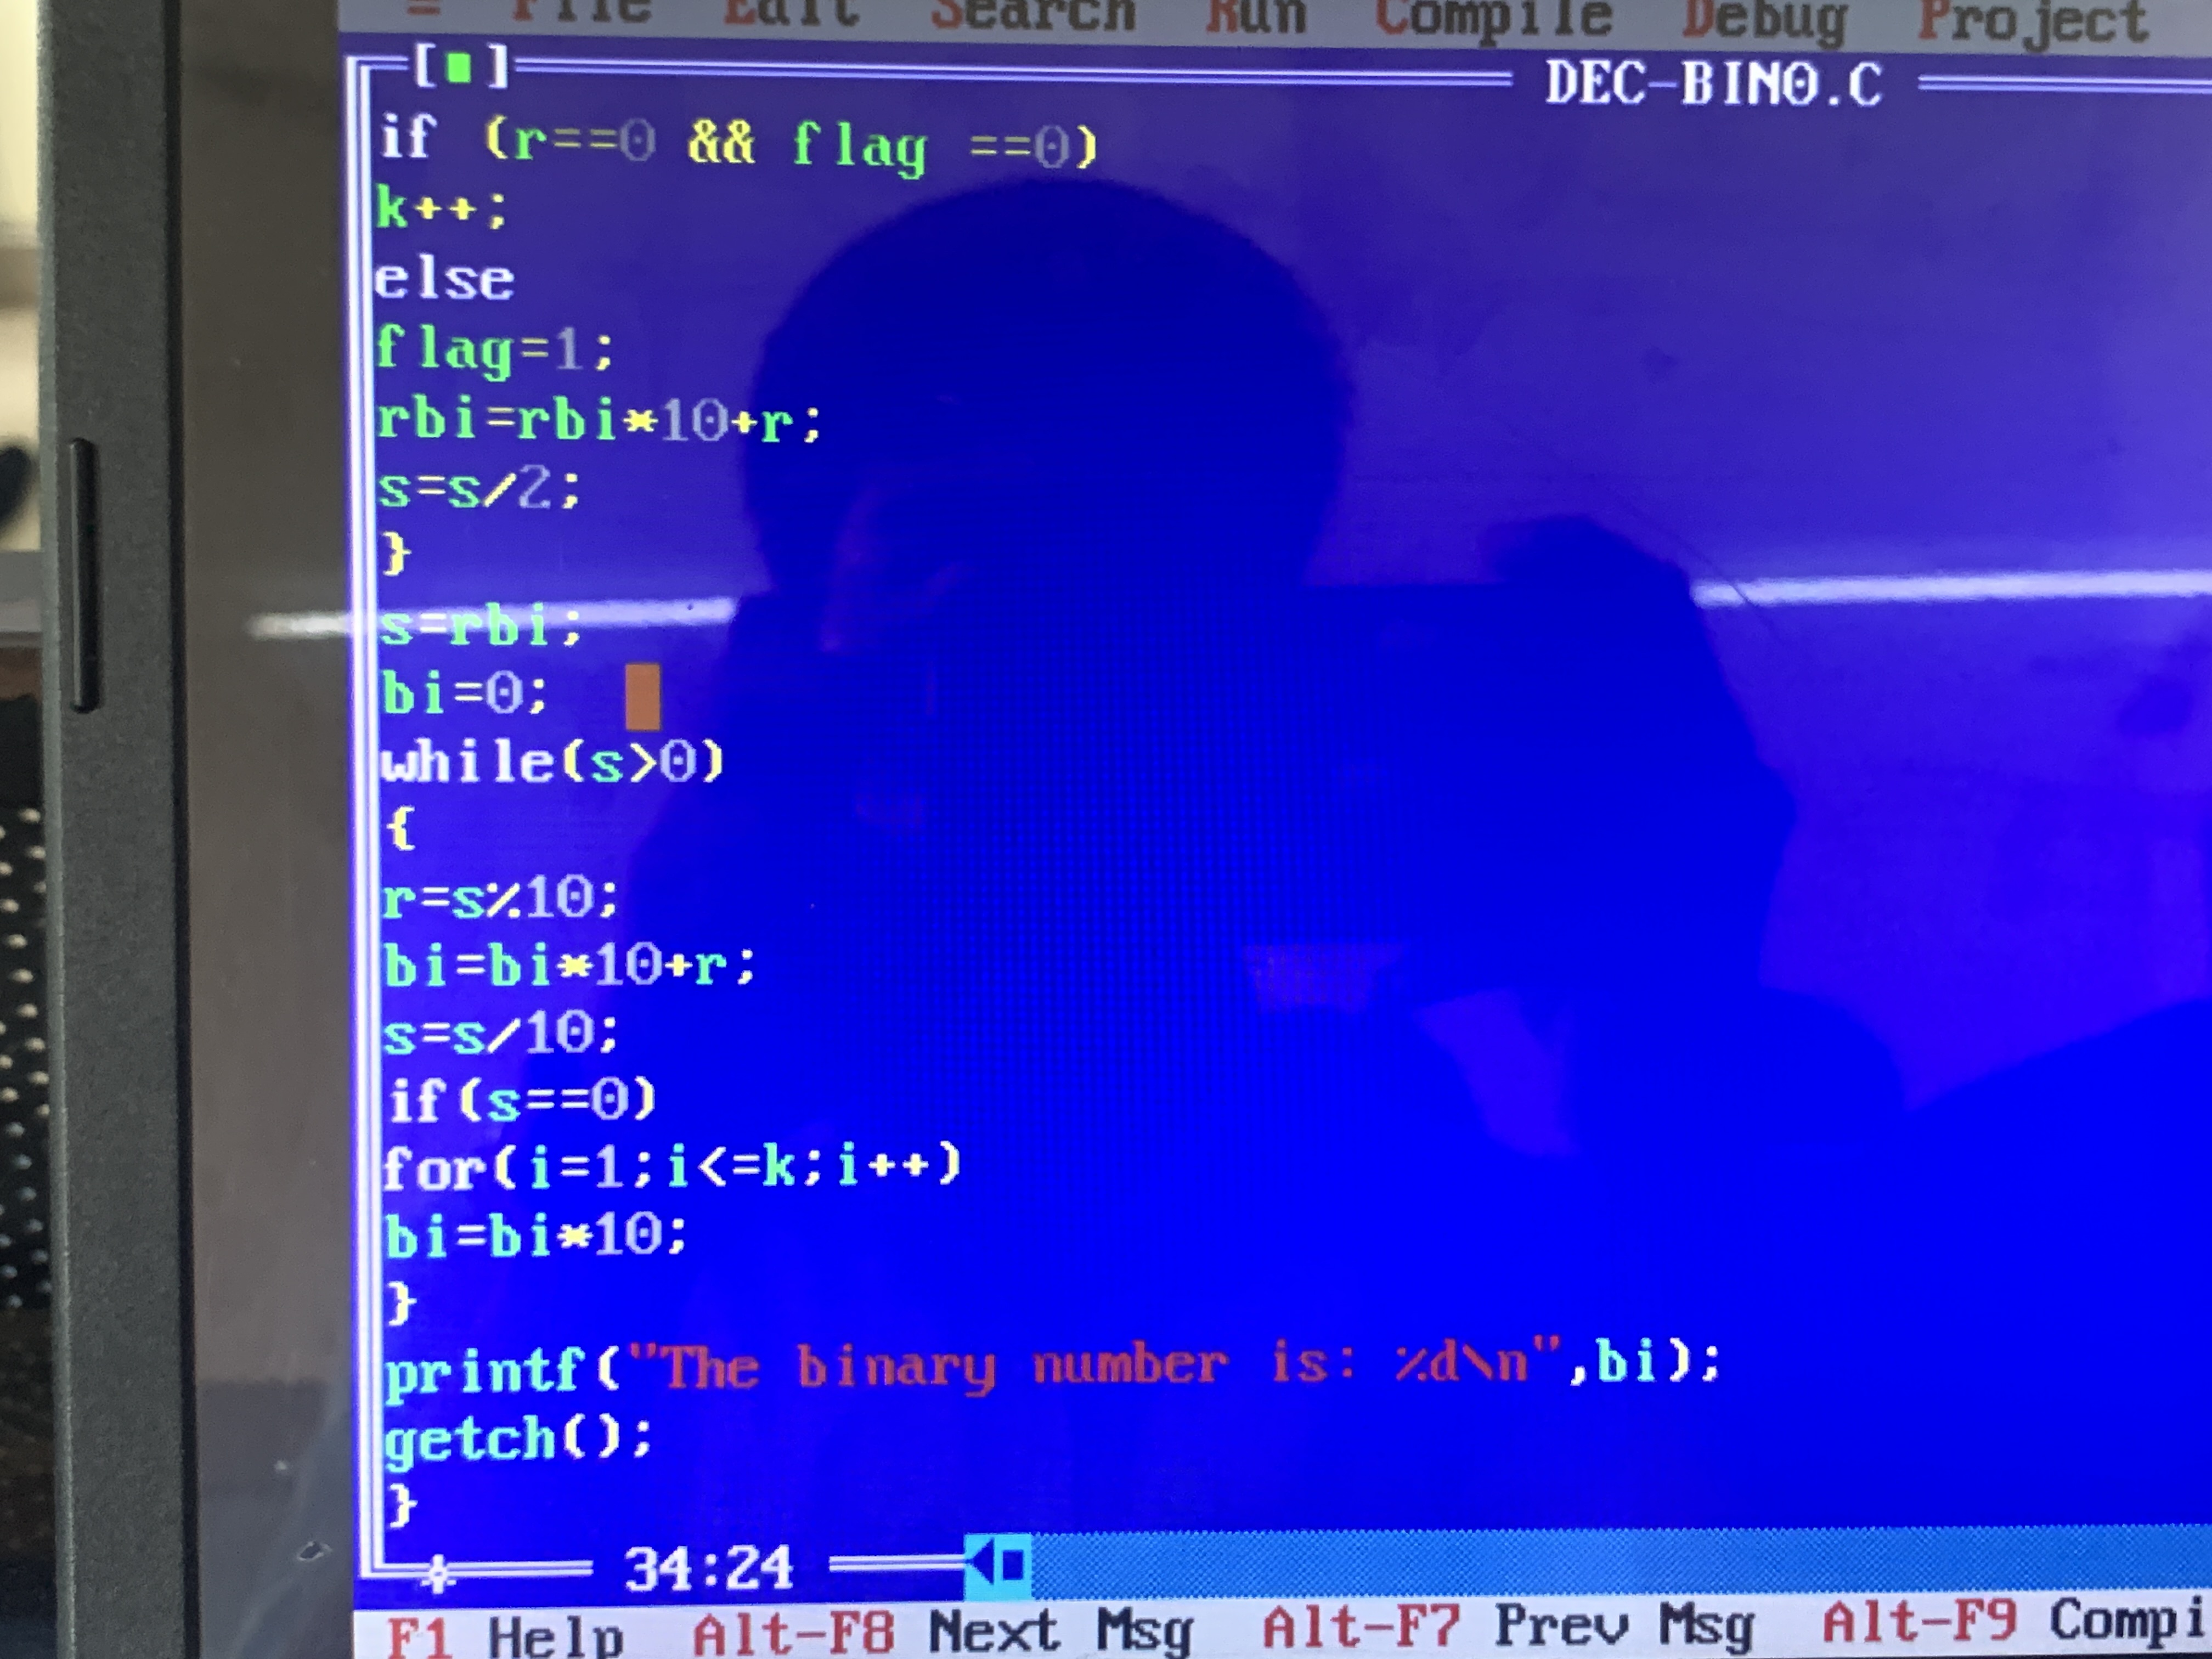 ≡ File Edit Search Run Compile Debug Project
[■] DEC-BIN0.C
if (r==0 && flag ==0)
k++;
else
flag=1;
rbi=rbi*10+r;
s=s/2;
}
s=rbi;
bi=0;
while(s>0)
{
r=s%10;
bi=bi*10+r;
s=s/10;
if(s==0)
for(i=1;i<=k;i++)
bi=bi*10;
}
printf("The binary number is: %d\n",bi);
getch();
}
34:24
F1 Help Alt-F8 Next Msg Alt-F7 Prev Msg Alt-F9 Compi